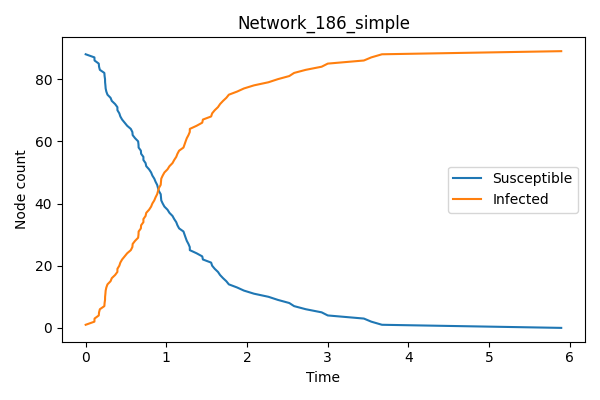 Network_186_simple
Node count
80
60
40
20
0
Susceptible
Infected
0 1 2 3 4 5 6
Time